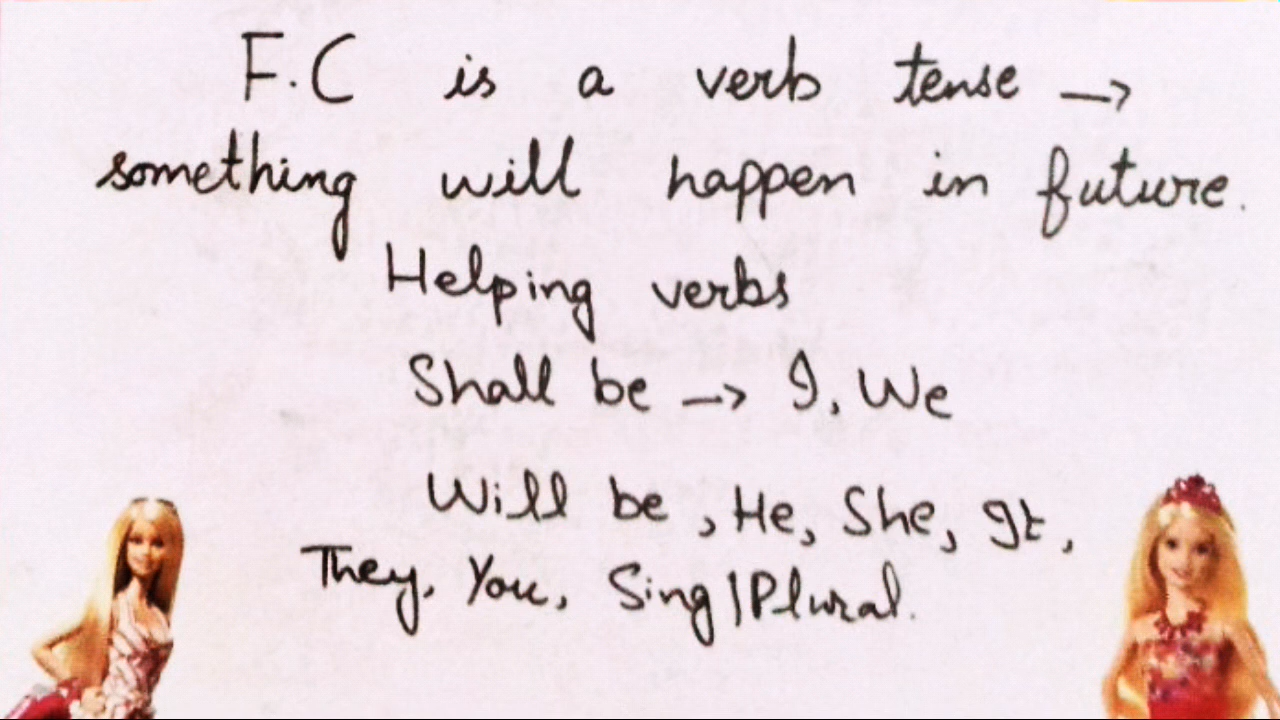 F.C is a verb tense →
something will happen in future.
Helping verbs
Shall be → I, We
Will be , He, She, It,
They, You, Sing|Plural.